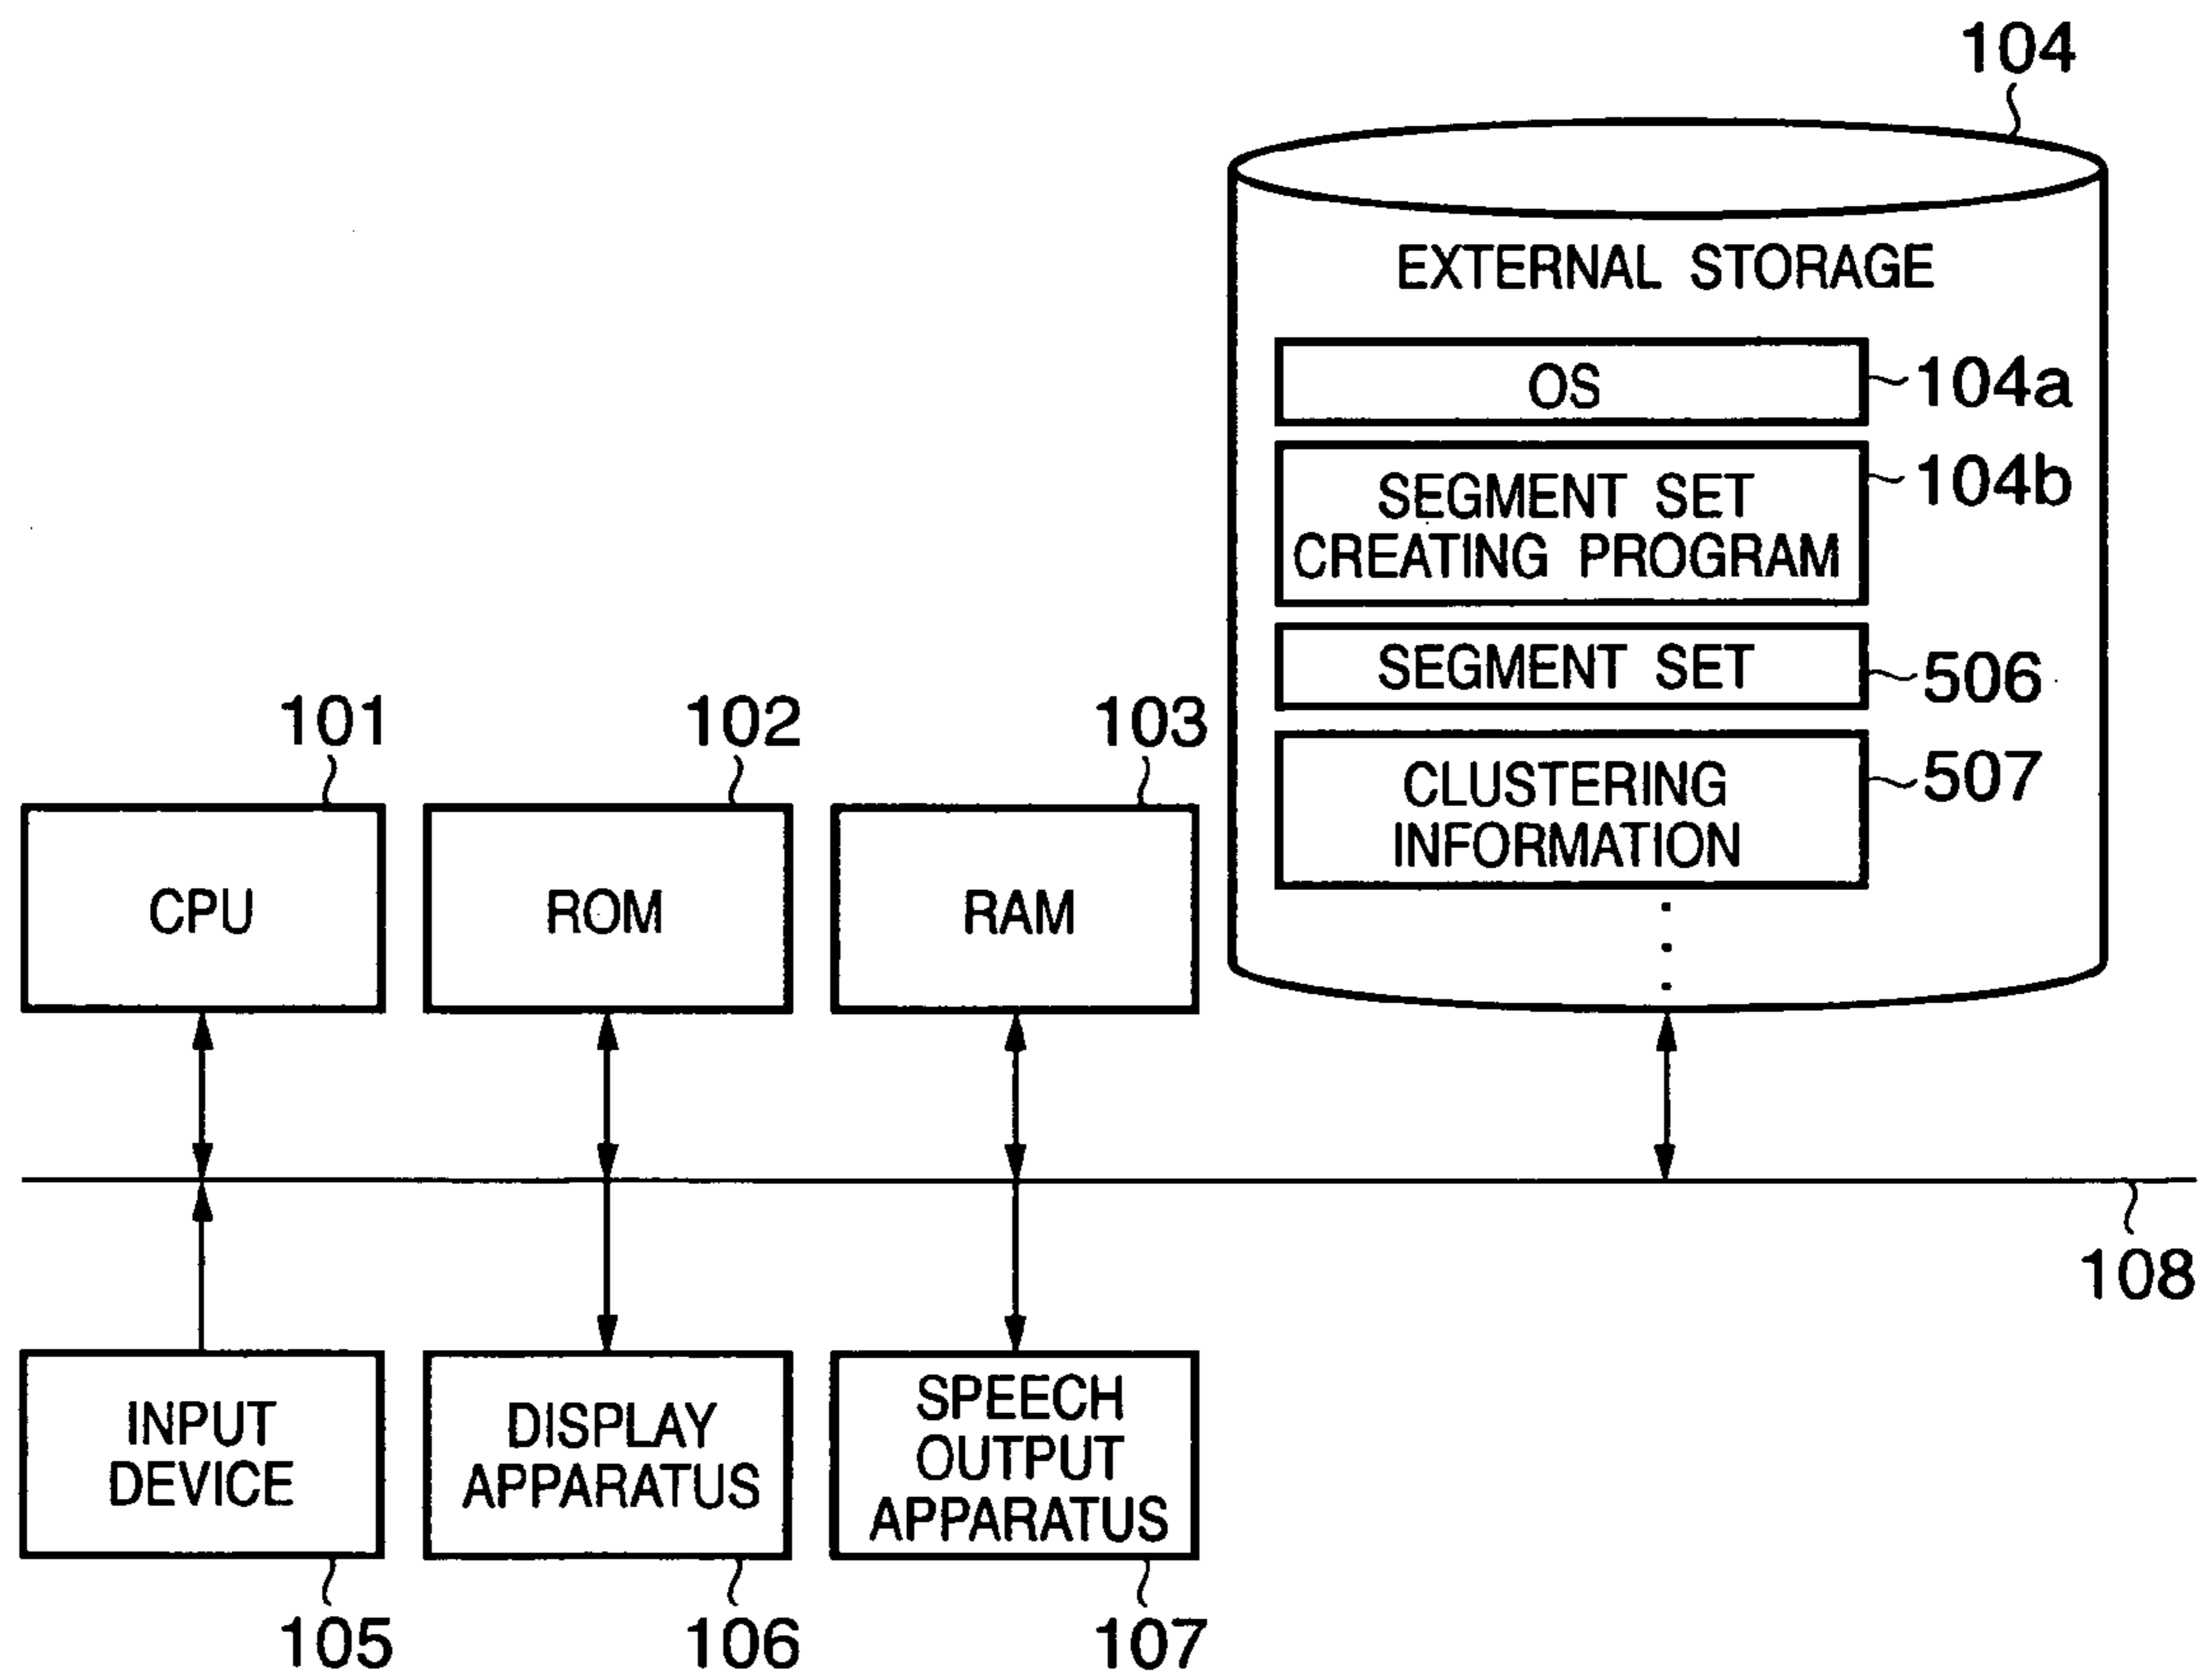 104
EXTERNAL STORAGE
OS
104a
SEGMENT SET
CREATING PROGRAM
104b
SEGMENT SET
506
CLUSTERING
INFORMATION
507
101
102
103
CPU
ROM
RAM
108
INPUT
DEVICE
DISPLAY
APPARATUS
SPEECH
OUTPUT
APPARATUS
105
106
107